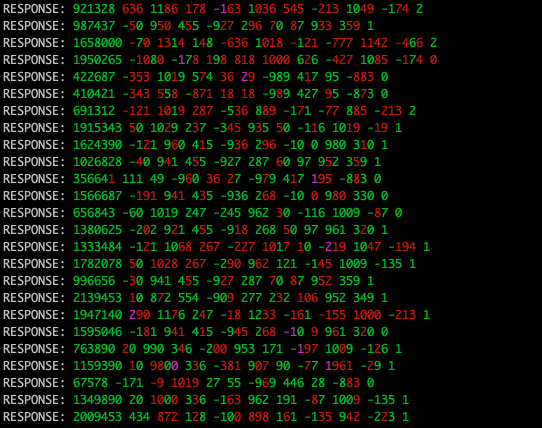 RESPONSE: 921328 636 1186 178 -163 1036 545 -213 1049 -174 2
RESPONSE: 987437 -50 950 455 -927 296 70 87 933 359 1
RESPONSE: 1658000 -70 1314 148 -636 1018 -121 -777 1142 -466 2
RESPONSE: 1950265 -1080 -178 198 818 1000 626 -427 1085 -174 0
RESPONSE: 422687 -353 1019 574 36 29 -989 417 95 -883 0
RESPONSE: 410421 -343 558 -871 18 18 -989 427 95 -873 0
RESPONSE: 691312 -121 1019 287 -536 889 -171 -77 885 -213 2
RESPONSE: 1915343 50 1029 237 -345 935 50 -116 1019 -19 1
RESPONSE: 1624390 -121 960 415 -936 296 -10 0 980 310 1
RESPONSE: 1026828 -40 941 455 -927 287 60 97 952 359 1
RESPONSE: 356641 111 49 -960 36 27 -979 417 195 -883 0
RESPONSE: 1566687 -191 941 435 -936 268 -10 0 980 330 0
RESPONSE: 656843 -60 1019 247 -245 962 30 -116 1009 -87 0
RESPONSE: 1380625 -202 921 455 -918 268 50 97 961 320 1
RESPONSE: 1333484 -121 1068 267 -227 1017 10 -219 1047 -194 1
RESPONSE: 1782078 50 1028 267 -290 962 121 -145 1009 -135 1
RESPONSE: 996656 -30 941 455 -927 287 70 87 952 359 1
RESPONSE: 2139453 10 872 554 -909 277 232 106 952 349 1
RESPONSE: 1947140 290 1176 247 -18 1233 -161 -155 1000 -213 1
RESPONSE: 1595046 -181 941 415 -945 268 -10 9 961 320 0
RESPONSE: 763890 20 990 346 -200 953 171 -197 1009 -126 1
RESPONSE: 1159390 10 9800 336 -381 907 90 -77 1961 -29 1
RESPONSE: 67578 -171 -9 1019 27 55 -969 446 28 -883 0
RESPONSE: 1349890 20 1000 336 -163 962 191 -87 1009 -135 1
RESPONSE: 2009453 434 872 128 -100 898 161 -135 942 -223 1